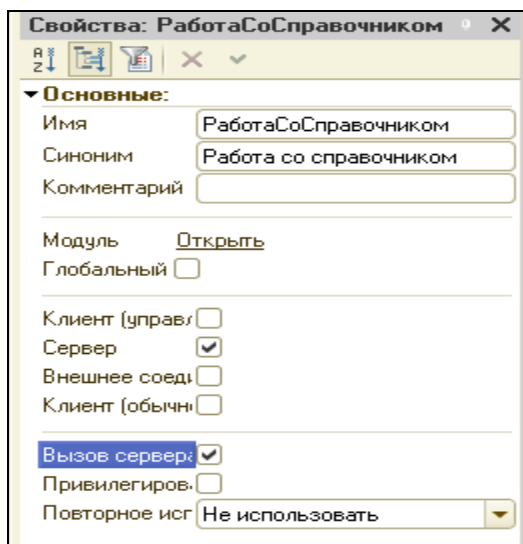 Свойства: РаботаСоСправочником
Основные:
Имя РаботаСоСправочником
Синоним Работа со справочником
Комментарий
Модуль Открыть
Глобальный
Клиент (управл
Сервер
Внешнее соеди
Клиент (обычн
Вызов сервера
Привилегиров
Повторное исп Не использовать